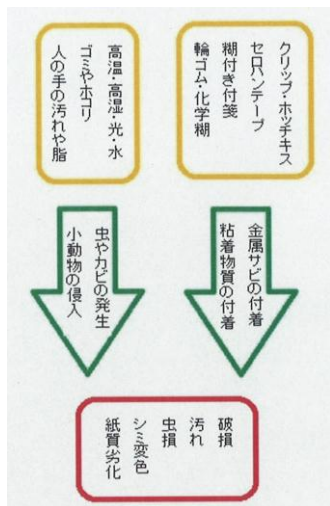 クリップ・ホッチキス
セロハンテープ
糊付き付箋
輪ゴム・化学糊
高温・高湿・光・水
ゴミやホコリ
人の手の汚れや脂
金属サビの付着
粘着物質の付着
虫やカビの発生
小動物の侵入
破損
汚れ
虫損
シミ変色
紙質劣化